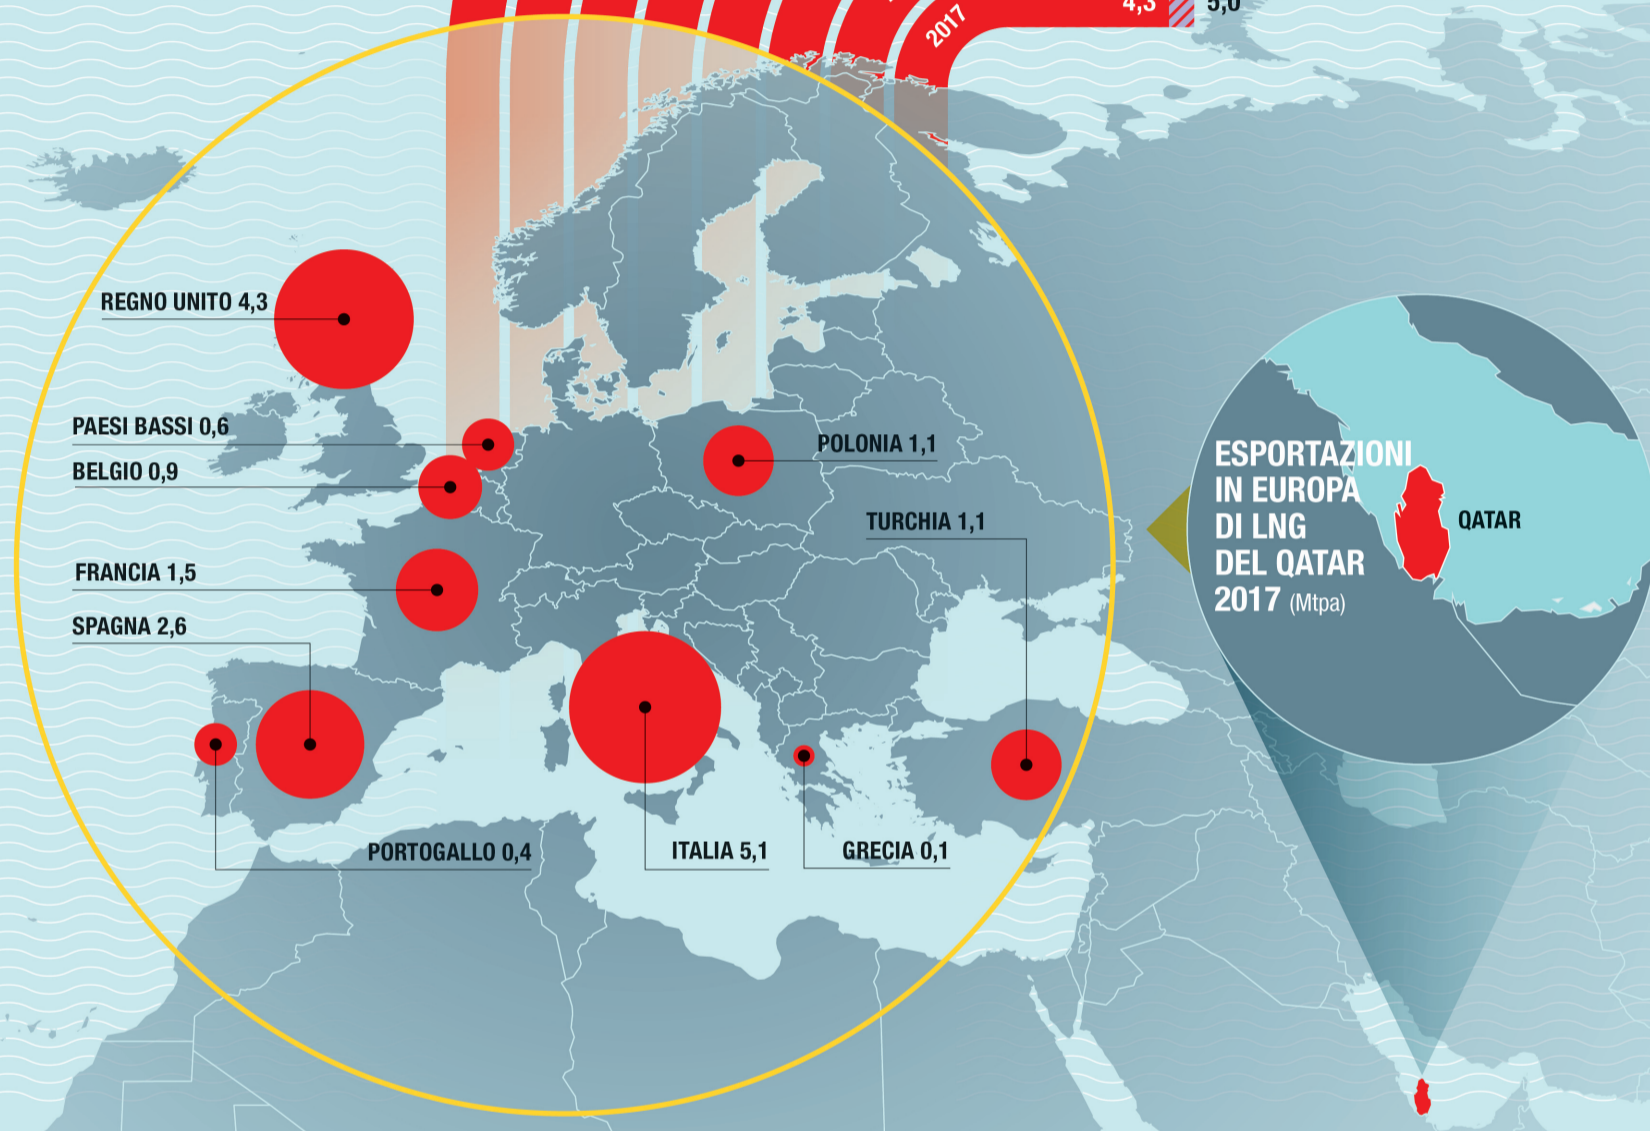 2017
4,3
5,0
REGNO UNITO 4,3
PAESI BASSI 0,6
BELGIO 0,9
POLONIA 1,1
TURCHIA 1,1
FRANCIA 1,5
SPAGNA 2,6
PORTOGALLO 0,4
ITALIA 5,1
GRECIA 0,1
ESPORTAZIONI
IN EUROPA
DI LNG
DEL QATAR
2017 (Mtpa)
QATAR